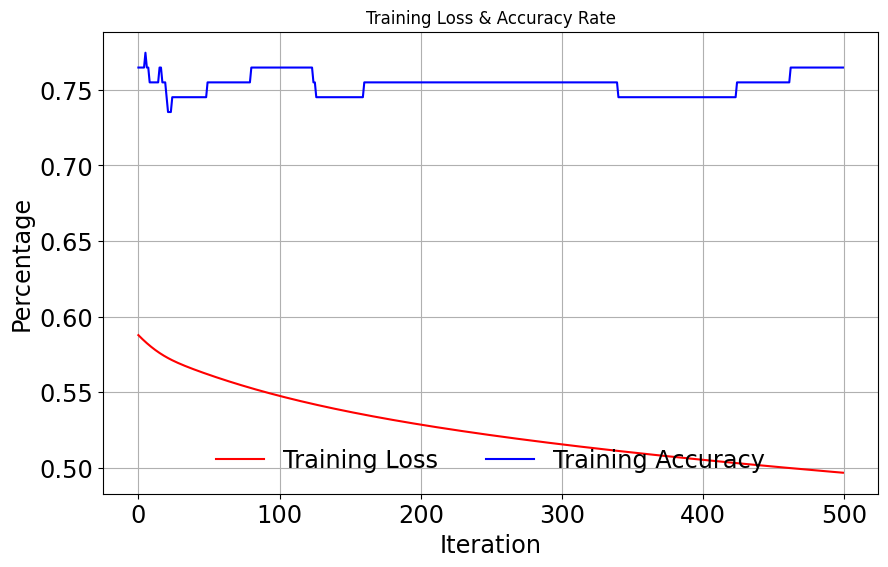 Training Loss & Accuracy Rate
0.75
0.70
0.65
0.60
0.55
0.50
Percentage
Training Loss
Training Accuracy
0 100 200 300 400 500
Iteration